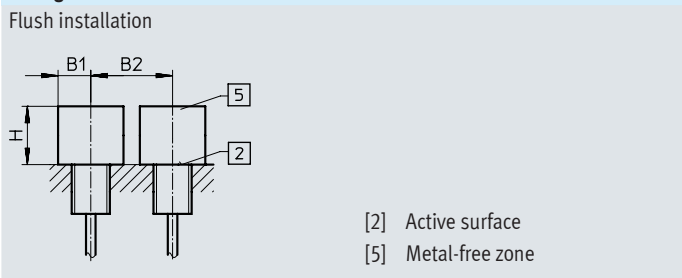 Flush installation
B1 B2
5
H
2
[2] Active surface
[5] Metal-free zone